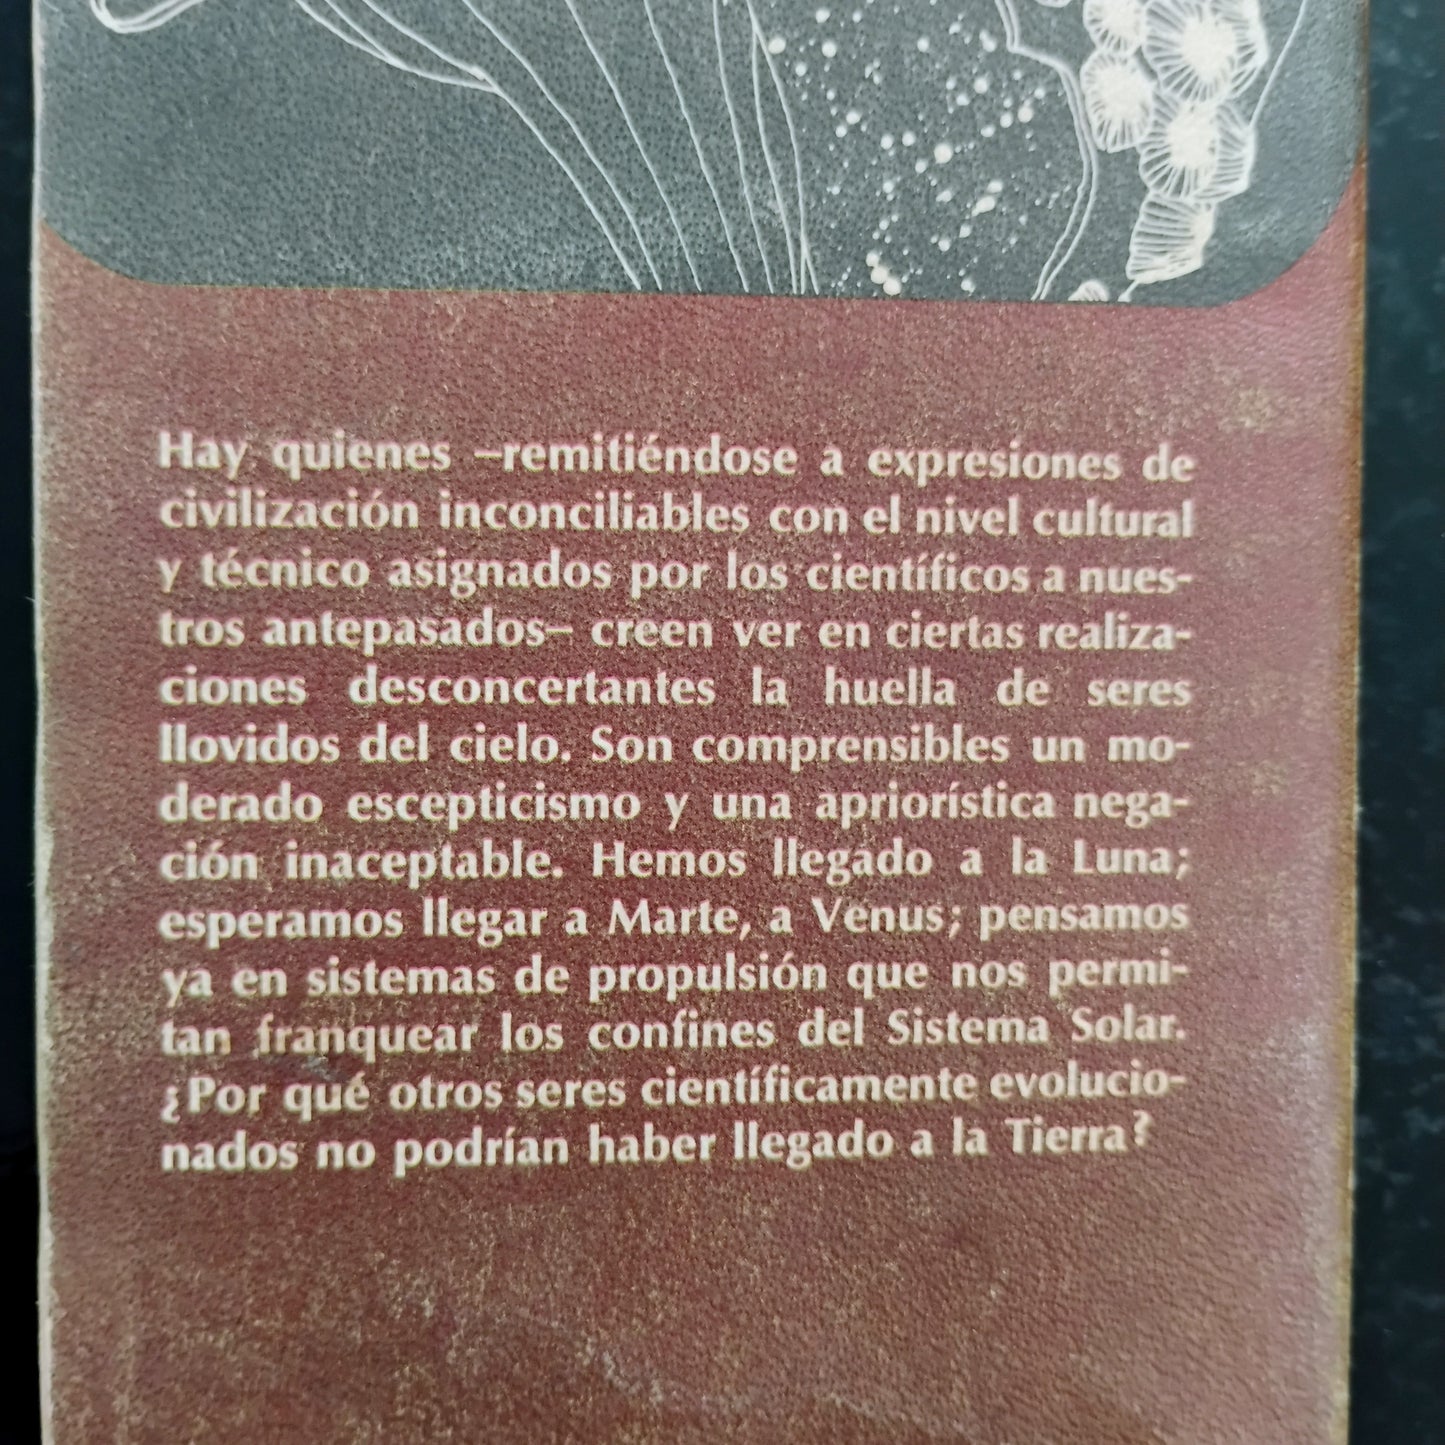 Hay quienes –remitiéndose a expresiones de
civilización inconciliables con el nivel cultural
y técnico asignados por los científicos a nues-
tros antepasados– creen ver en ciertas realiza-
ciones desconcertantes la huella de seres
llovidos del cielo. Son comprensibles un mo-
derado escepticismo y una apriorística nega-
ción inaceptable. Hemos llegado a la Luna;
esperamos llegar a Marte, a Venus; pensamos
ya en sistemas de propulsión que nos permi-
tan franquear los confines del Sistema Solar.
¿Por qué otros seres científicamente evolucio-
nados no podrían haber llegado a la Tierra?